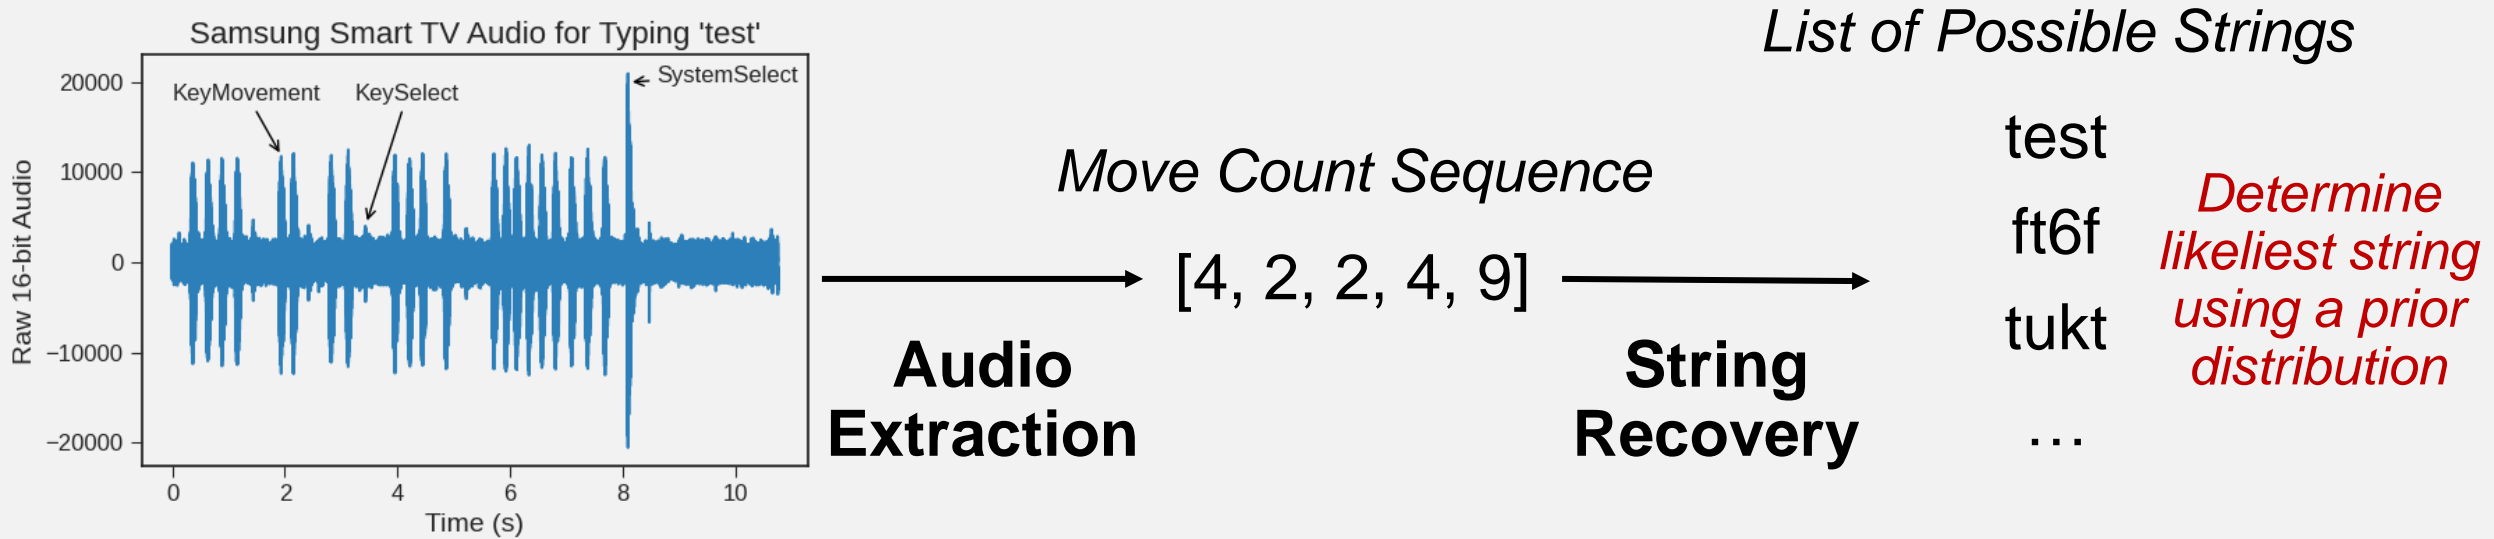 Samsung Smart TV Audio for Typing 'test'
KeyMovement
KeySelect
SystemSelect
Raw 16-bit Audio
20000
10000
0
−10000
−20000
0 2 4 6 8 10
Time (s)
Audio
Extraction
Move Count Sequence
[4, 2, 2, 4, 9]
String
Recovery
List of Possible Strings
test
ft6f
tukt
...
Determine
likeliest string
using a prior
distribution